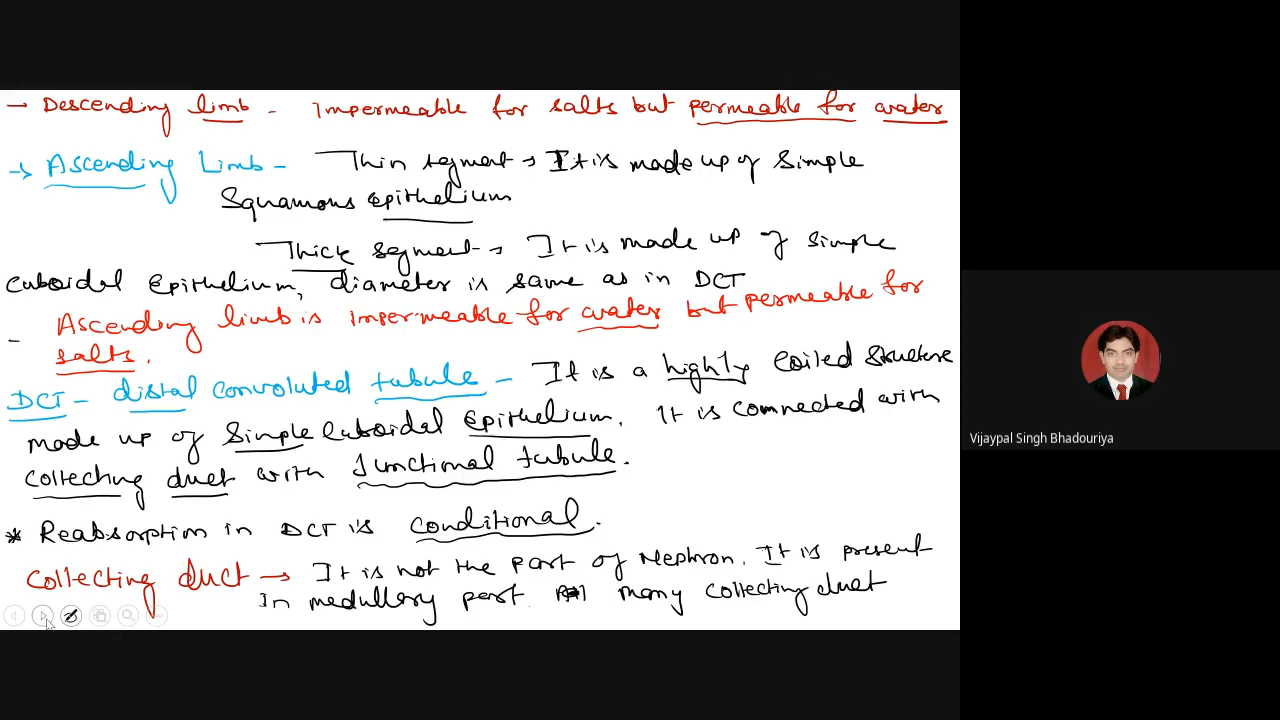 → Descending limb - Impermeable for salts but permeable for water
→ Ascending Limb - Thin segment → It is made up of simple
Squamous epithelium
Thick segment → It is made up of simple
cuboidal Epithelium, diameter is same as in DCT
- Ascending limb is impermeable for water but permeable for
salts.
DCT - distal convoluted tubule - It is a highly coiled structure
made up of simple cuboidal Epithelium. It is connected with
collecting duct with Junctional tubule.
* Reabsorption in DCT is conditional.
collecting duct → It is not the part of Nephron. It is present
In medullary part. many collecting duct
Vijaypal Singh Bhadouriya